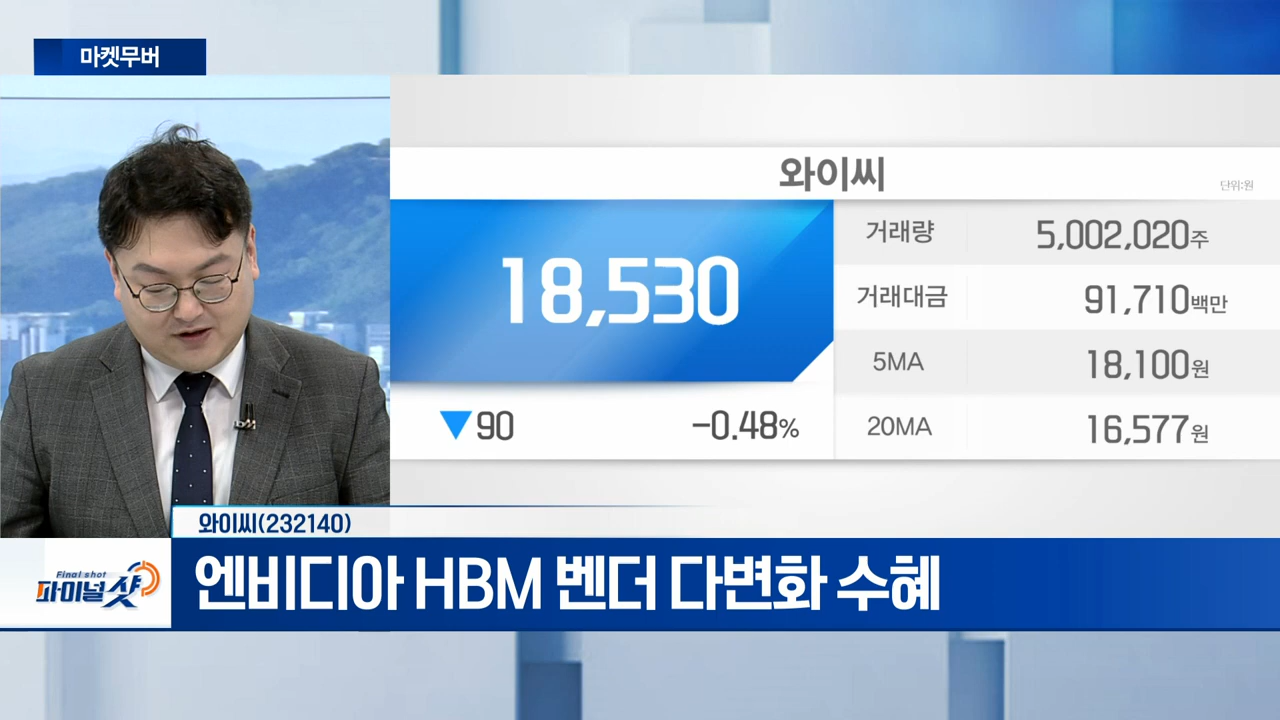 마켓무버
와이씨
단위:원
18,530
▼90 -0.48%
거래량 5,002,020주
거래대금 91,710백만
5MA 18,100원
20MA 16,577원
와이씨(232140)
Final shot
파이널샷
엔비디아 HBM 벤더 다변화 수혜